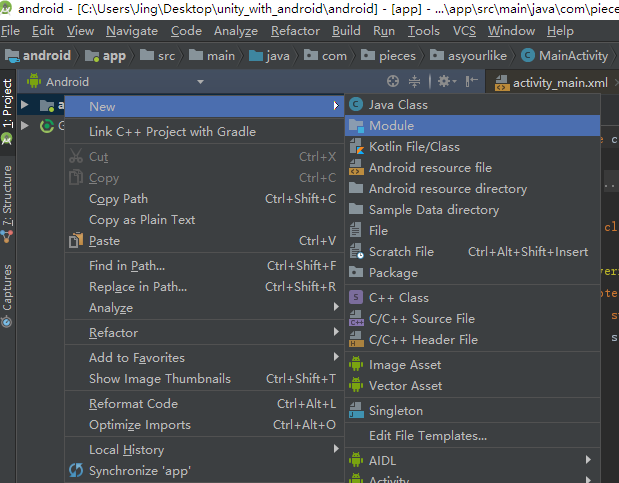 android - [C:\Users\Jing\Desktop\unity_with_android\android] - [app] - ...\app\src\main\java\com\piece
File Edit View Navigate Code Analyze Refactor Build Run Tools VCS Window Help
android app src main java com pieces asyourlike MainActivity
Android
activity_main.xml
1: Project
7: Structure
Captures
New
Link C++ Project with Gradle
Cut Ctrl+X
Copy Ctrl+C
Copy Path Ctrl+Shift+C
Copy as Plain Text
Paste Ctrl+V
Find in Path... Ctrl+Shift+F
Replace in Path... Ctrl+Shift+R
Analyze
Refactor
Add to Favorites
Show Image Thumbnails Ctrl+Shift+T
Reformat Code Ctrl+Alt+L
Optimize Imports Ctrl+Alt+O
Local History
Synchronize 'app'
Java Class
Module
Kotlin File/Class
Android resource file
Android resource directory
Sample Data directory
File
Scratch File Ctrl+Alt+Shift+Insert
Package
C++ Class
C/C++ Source File
C/C++ Header File
Image Asset
Vector Asset
Singleton
Edit File Templates...
AIDL
Activity